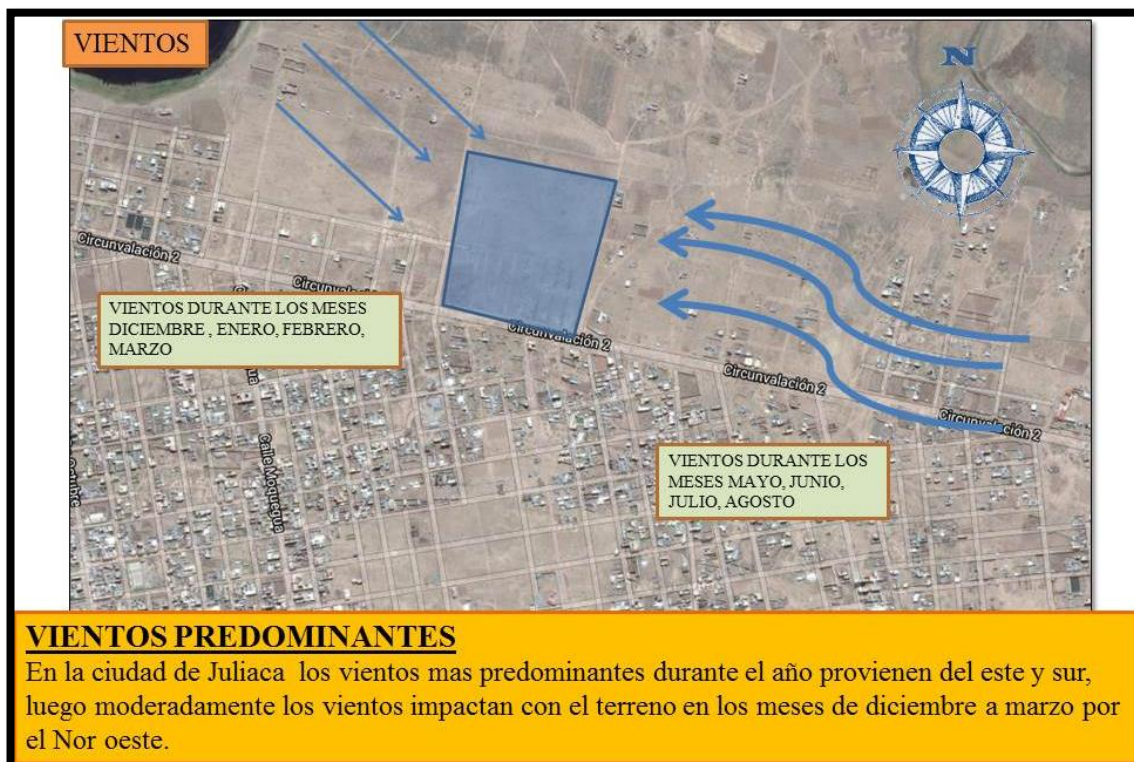 VIENTOS
N
Circunvalación 2
Circunvalación 2
Circunvalación 2
Circunvalación 2
VIENTOS DURANTE LOS MESES
DICIEMBRE , ENERO, FEBRERO,
MARZO
Calle Moquegua
VIENTOS DURANTE LOS
MESES MAYO, JUNIO,
JULIO, AGOSTO
VIENTOS PREDOMINANTES
En la ciudad de Juliaca los vientos mas predominantes durante el año provienen del este y sur,
luego moderadamente los vientos impactan con el terreno en los meses de diciembre a marzo por
el Nor oeste.